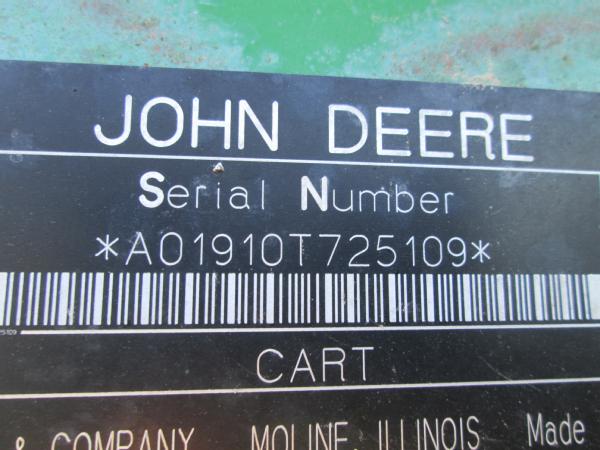 JOHN DEERE
Serial Number
*A01910T725109*
CART
& COMPANY MOLINE, ILLINOIS Made